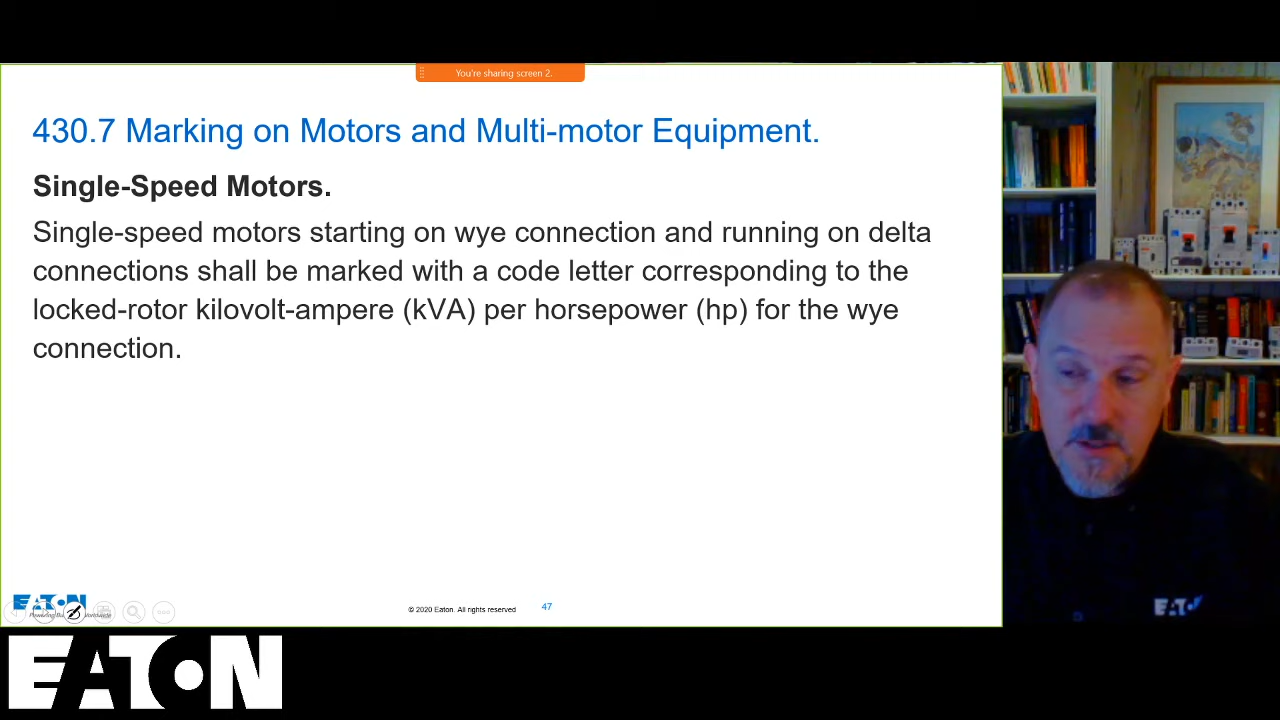 You're sharing screen 2.
430.7 Marking on Motors and Multi-motor Equipment.
Single-Speed Motors.
Single-speed motors starting on wye connection and running on delta
connections shall be marked with a code letter corresponding to the
locked-rotor kilovolt-ampere (kVA) per horsepower (hp) for the wye
connection.
EATON
© 2020 Eaton. All rights reserved
47
EATON
EATON